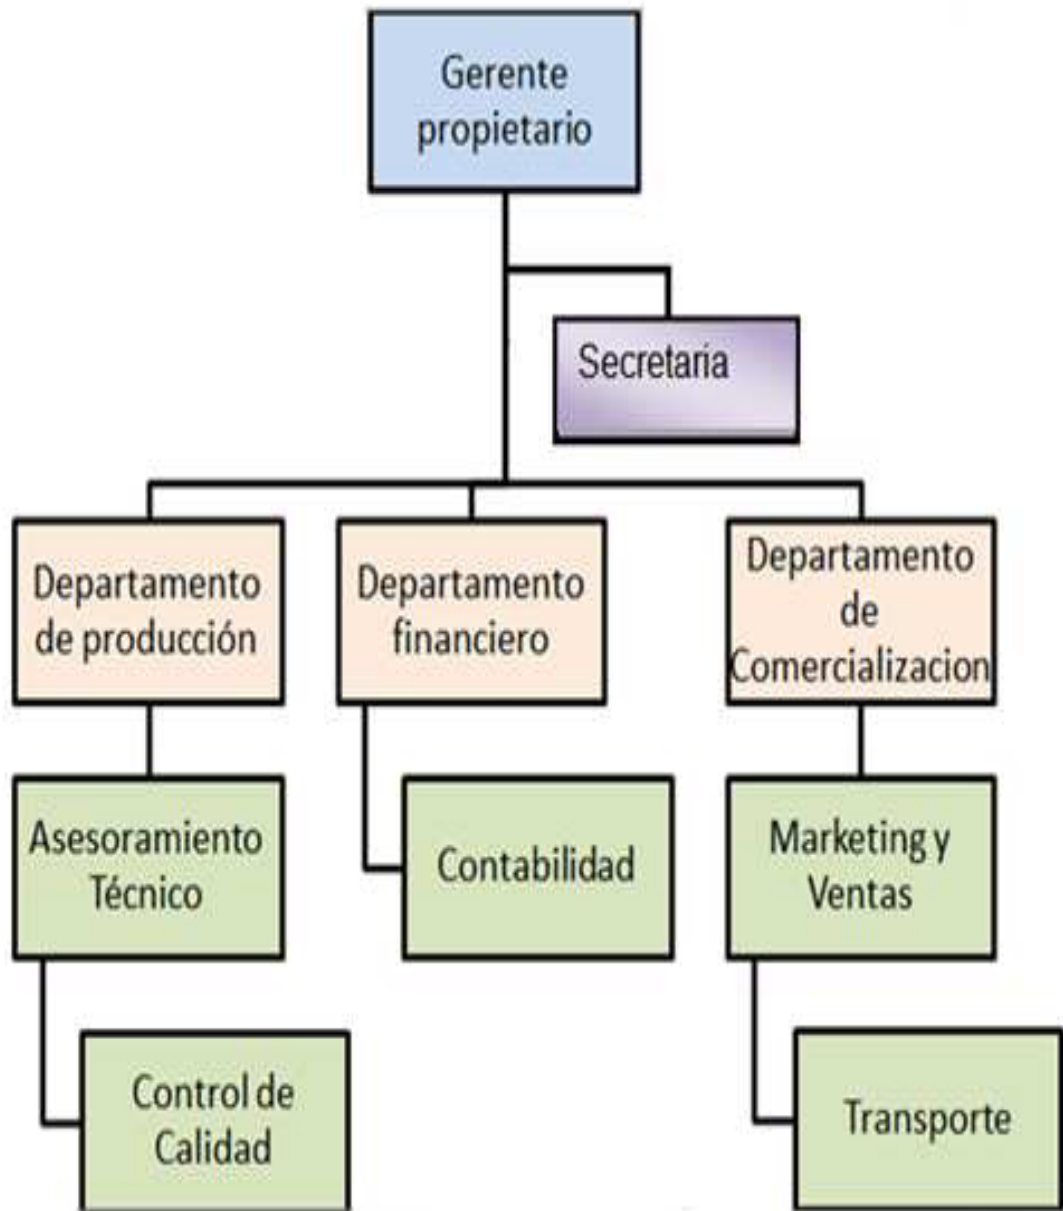 Gerente
propietario
Secretaria
Departamento
de producción
Departamento
financiero
Departamento
de
Comercializacion
Asesoramiento
Técnico
Contabilidad
Marketing y
Ventas
Control de
Calidad
Transporte